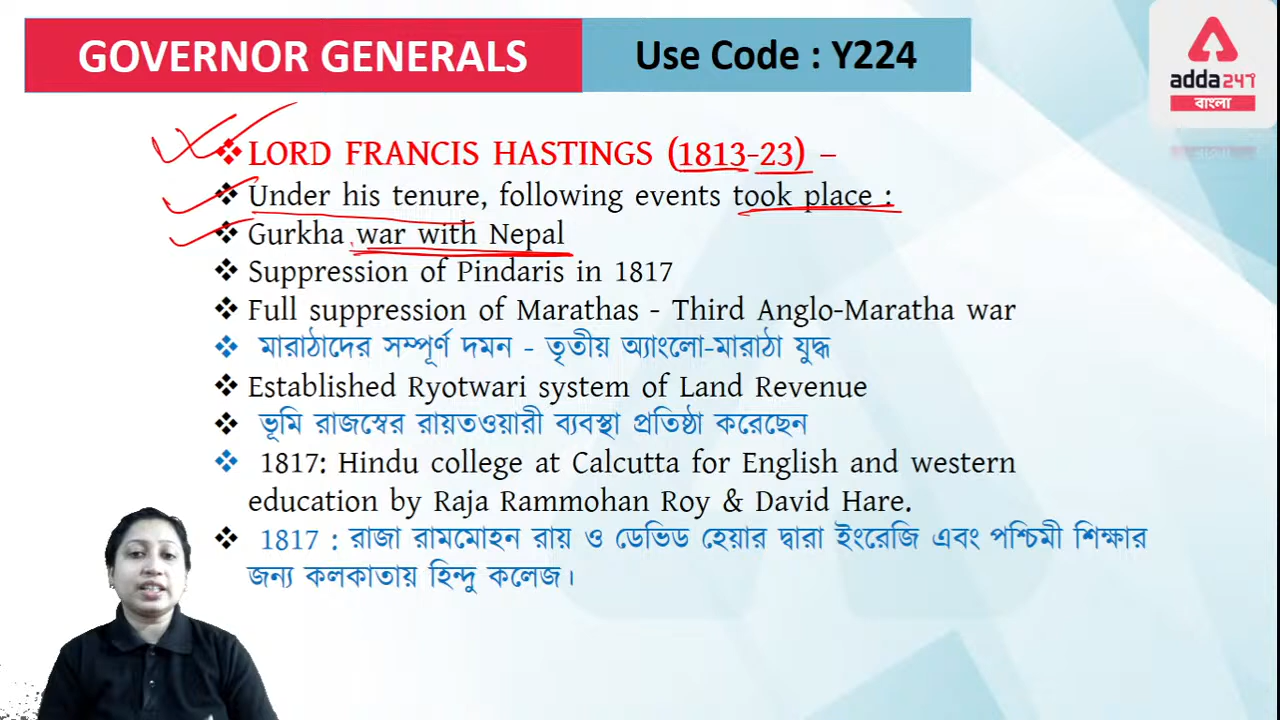 GOVERNOR GENERALS
Use Code : Y224
adda247
বাংলা
❖ LORD FRANCIS HASTINGS (1813-23) –
❖ Under his tenure, following events took place :
❖ Gurkha war with Nepal
❖ Suppression of Pindaris in 1817
❖ Full suppression of Marathas - Third Anglo-Maratha war
❖ মারাঠাদের সম্পূর্ণ দমন - তৃতীয় অ্যাংলো-মারাঠা যুদ্ধ
❖ Established Ryotwari system of Land Revenue
❖ ভূমি রাজস্বের রায়তওয়ারী ব্যবস্থা প্রতিষ্ঠা করেছেন
❖ 1817: Hindu college at Calcutta for English and western
education by Raja Rammohan Roy & David Hare.
❖ 1817 : রাজা রামমোহন রায় ও ডেভিড হেয়ার দ্বারা ইংরেজি এবং পশ্চিমী শিক্ষার
জন্য কলকাতায় হিন্দু কলেজ।